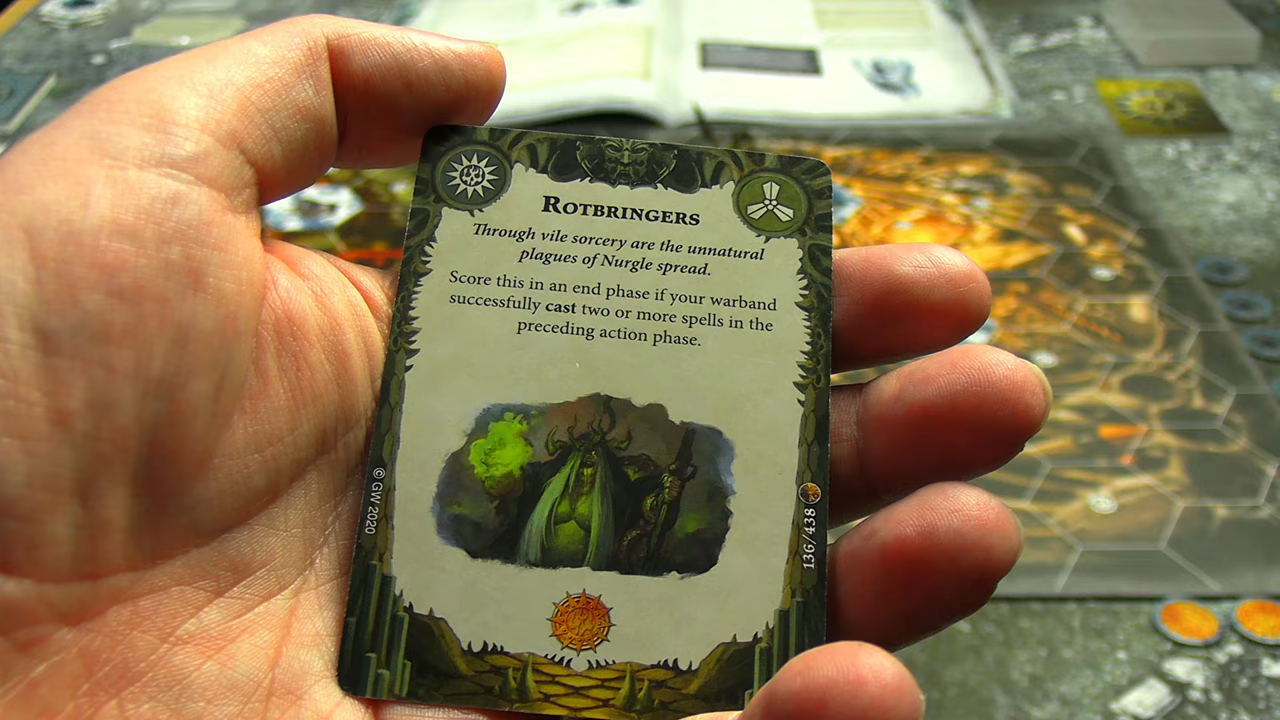 Rotbringers
Through vile sorcery are the unnatural
plagues of Nurgle spread.
Score this in an end phase if your warband
successfully cast two or more spells in the
preceding action phase.
© GW 2020
136/438